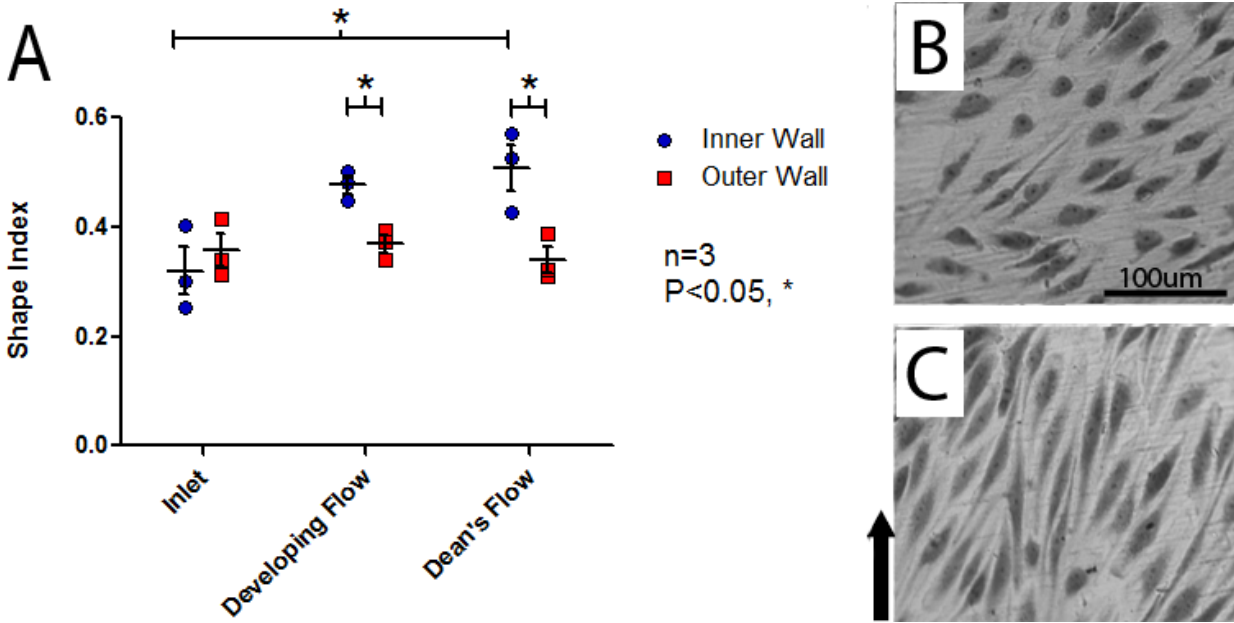 A
*
*
*
0.6
0.4
0.2
0.0
Shape Index
Inlet
Developing Flow
Dean's Flow
Inner Wall
Outer Wall
n=3
P<0.05, *
B
100um
C